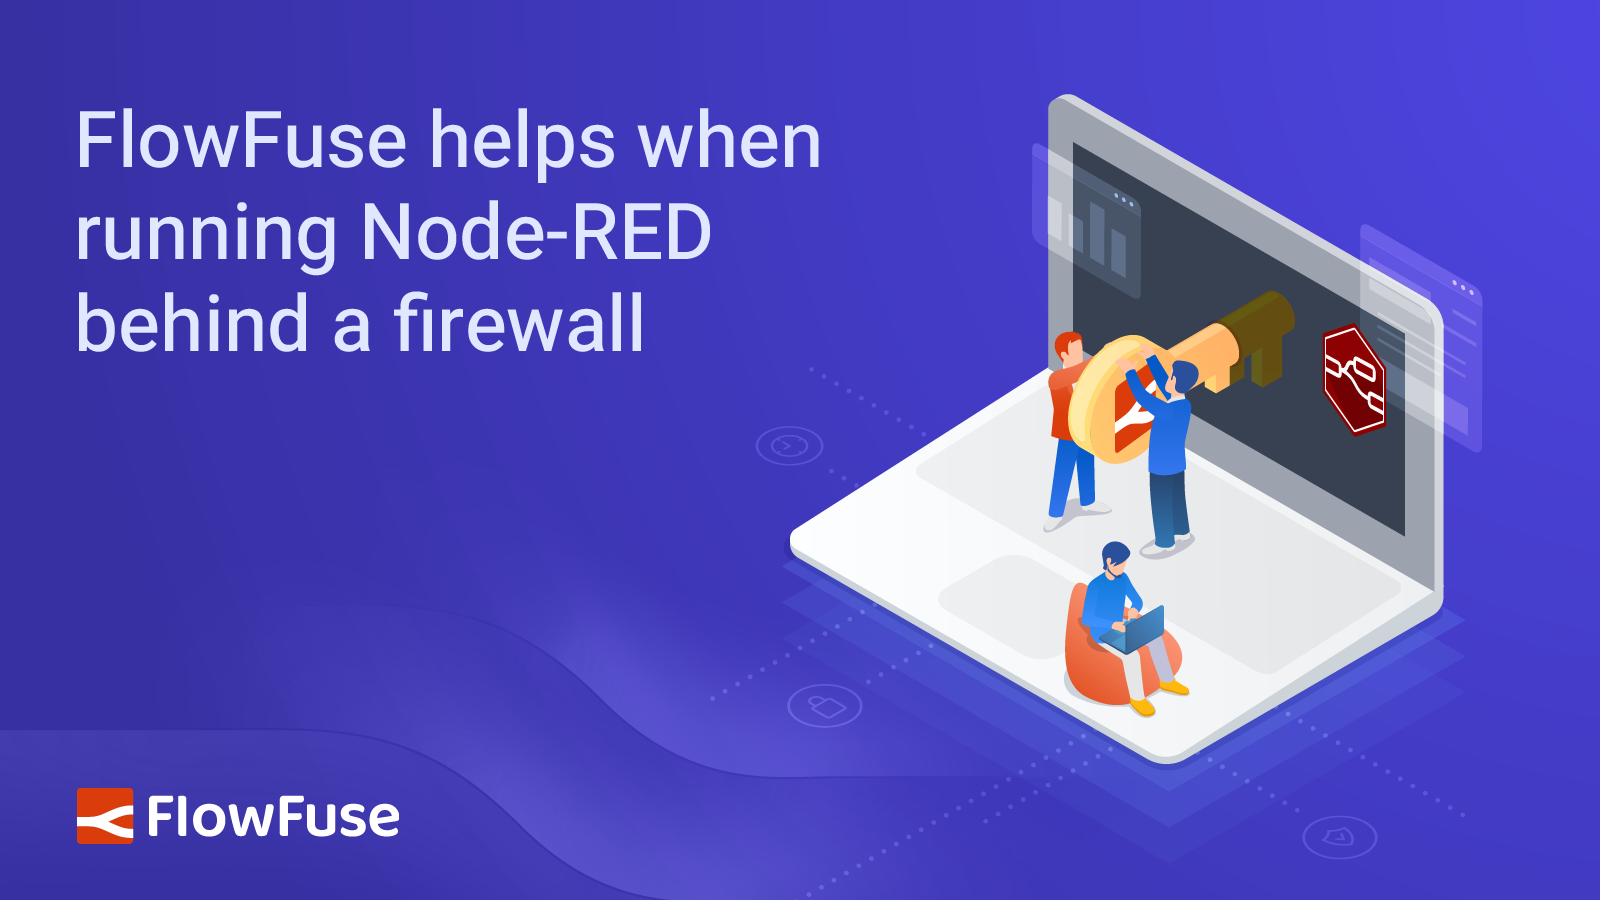 FlowFuse helps when
running Node-RED
behind a firewall
FlowFuse